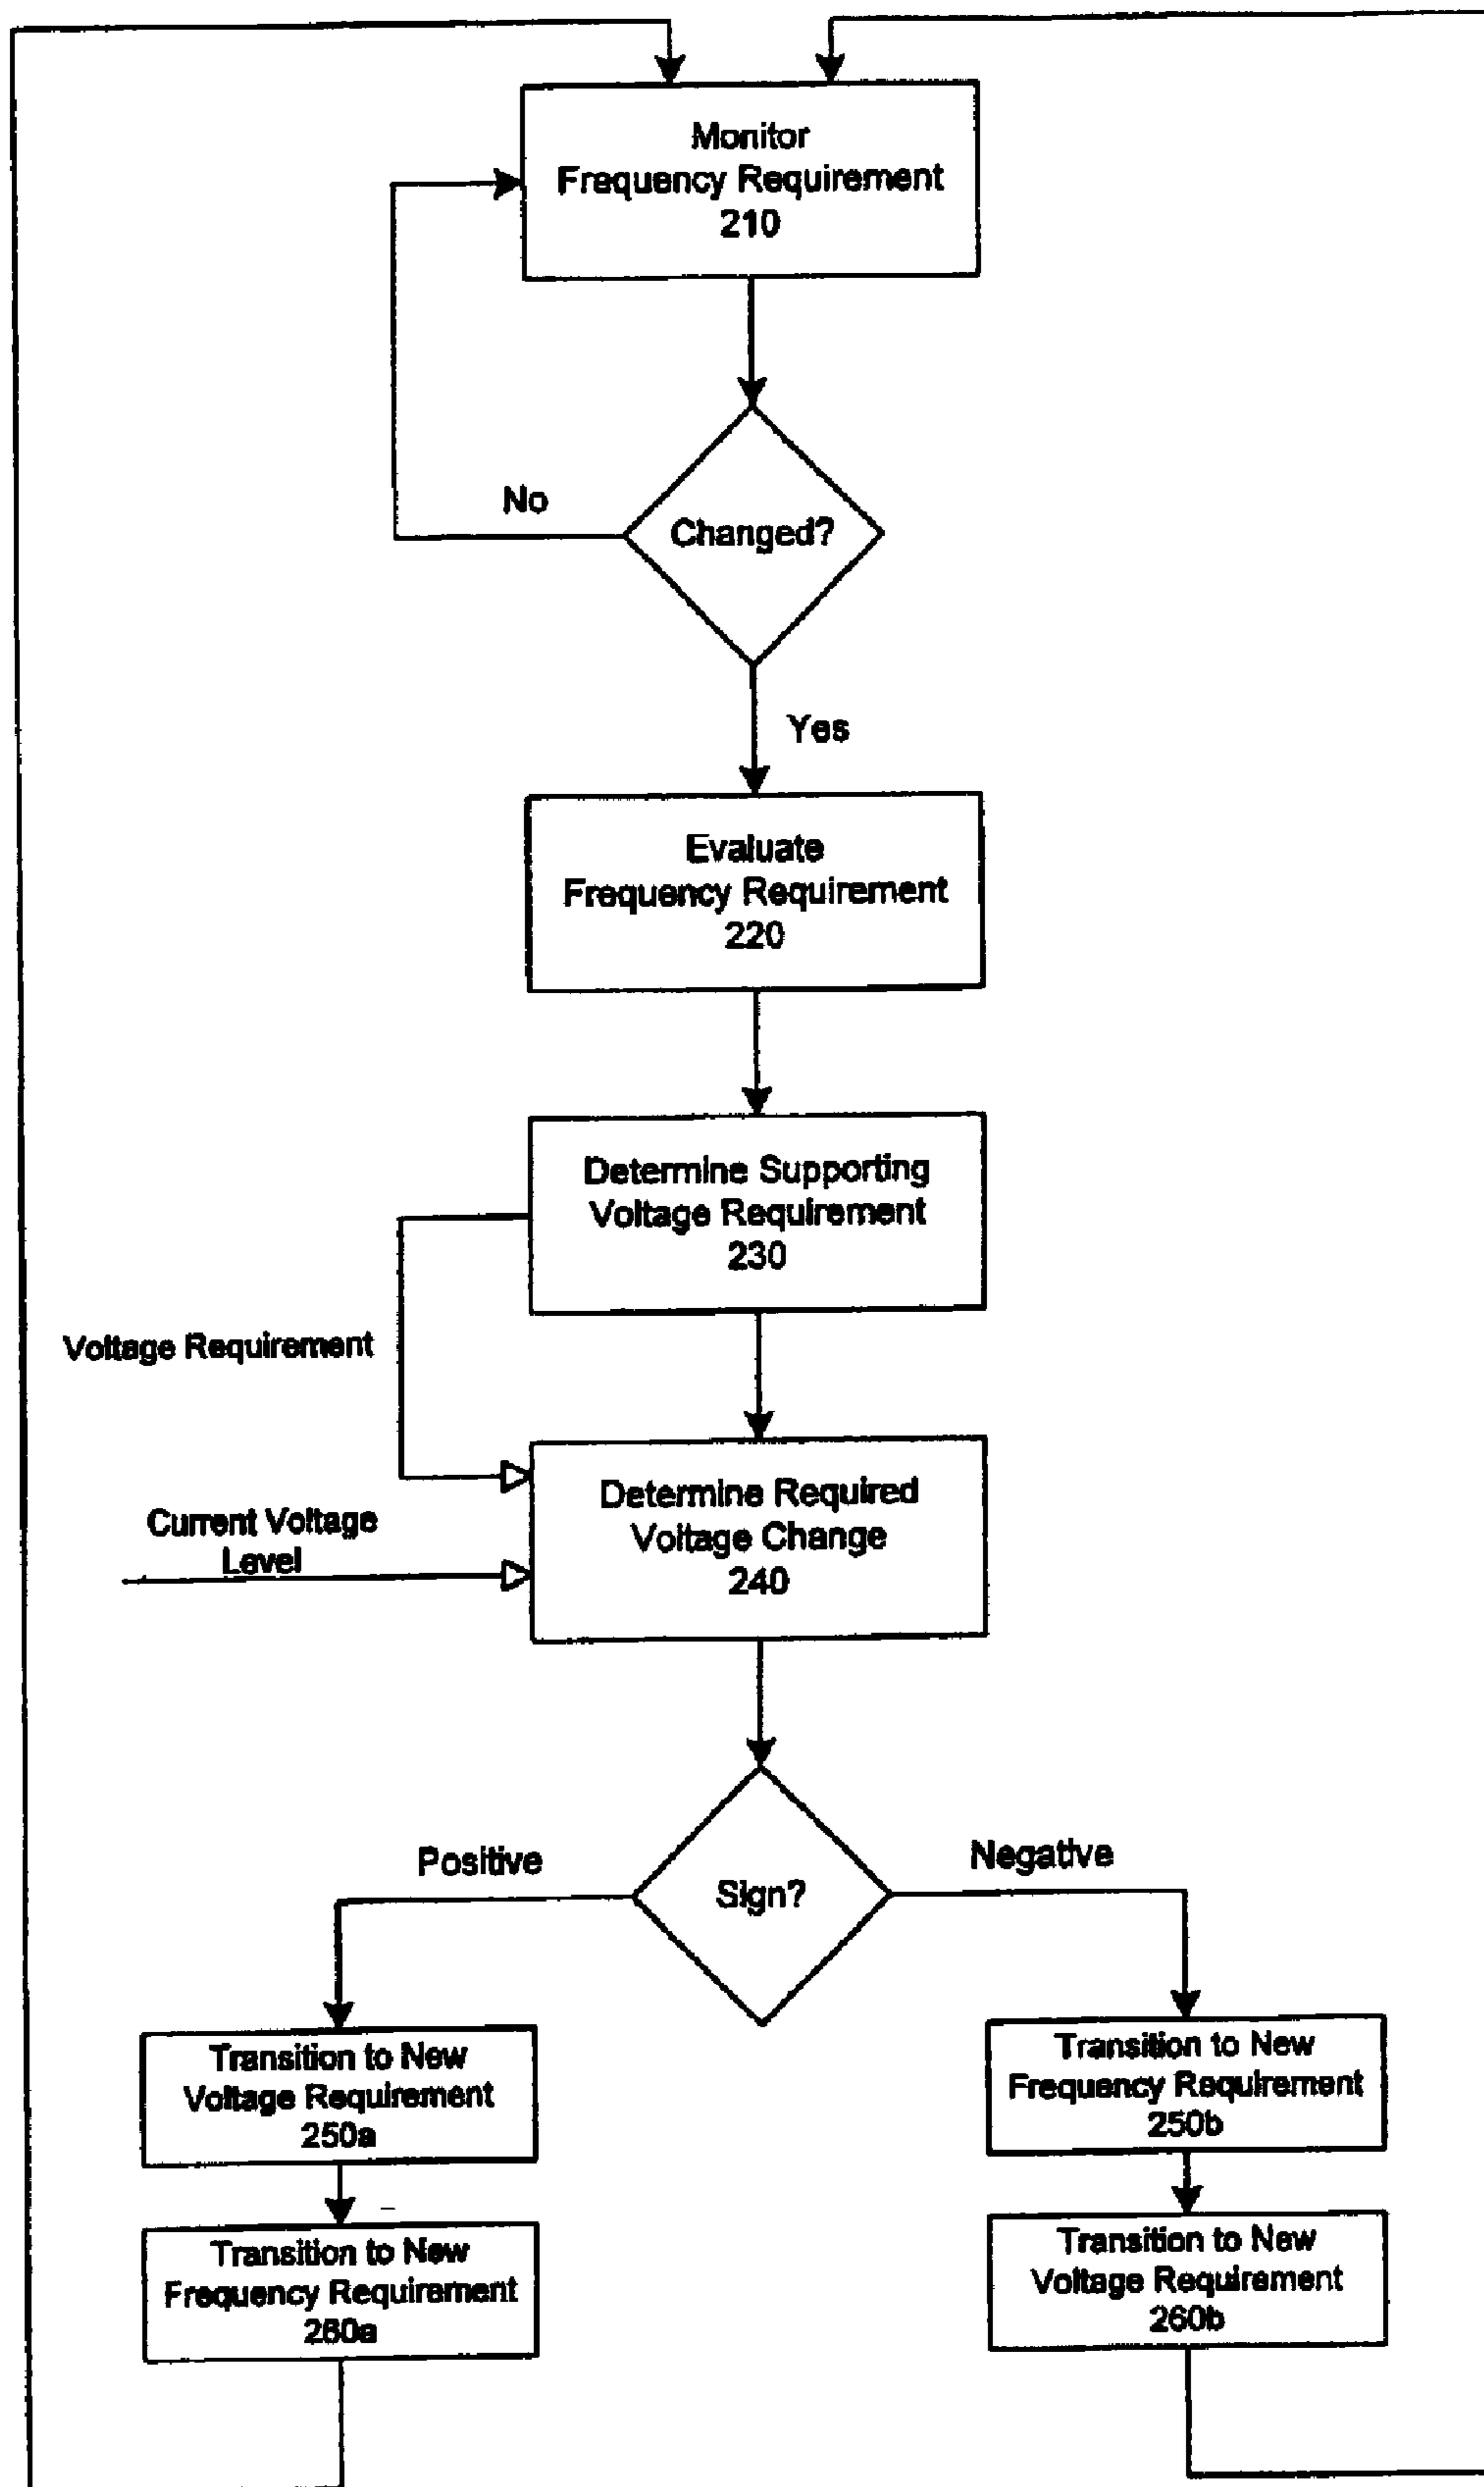 Monitor
Frequency Requirement
210
No
Changed?
Yes
Evaluate
Frequency Requirement
220
Determine Supporting
Voltage Requirement
230
Voltage Requirement
Determine Required
Voltage Change
240
Current Voltage
Level
Positive
Negative
Sign?
Transition to New
Voltage Requirement
250a
Transition to New
Frequency Requirement
250b
Transition to New
Frequency Requirement
260a
Transition to New
Voltage Requirement
260b